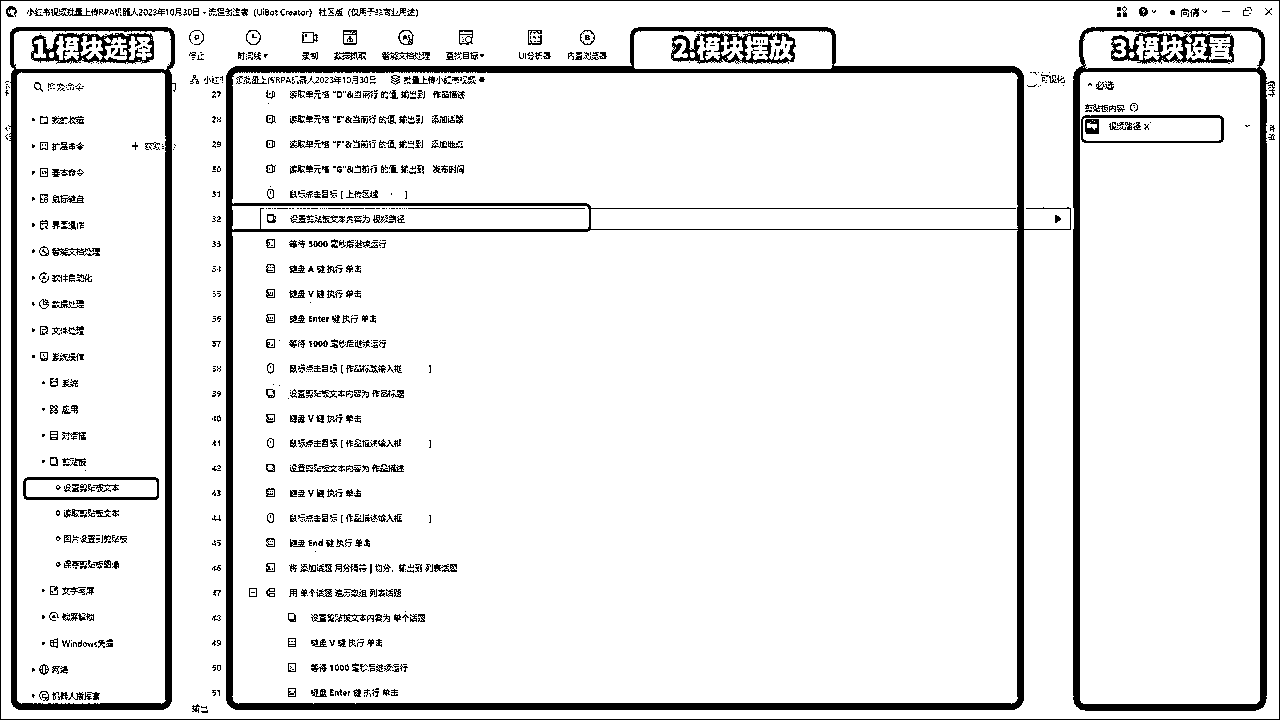 小红书视频批量上传RPA机器人2023年10月30日 - 流程创造者 (UiBot Creator) 社区版 (仅用于非商业用途)
1.模块选择
停止
时间线
录制
数据抓取
智能文档处理
查找目标
2.模块摆放
UI分析器
内置浏览器
3.模块设置
小红书视频批量上传RPA机器人2023年10月30日
批量上传小红书视频
可视化
搜索命令
我的收藏
扩展命令
基本命令
鼠标键盘
界面操作
智能文档处理
软件自动化
数据处理
文件处理
系统操作
系统
应用
对话框
剪贴板
设置剪贴板文本
读取剪贴板文本
图片设置到剪贴板
保存剪贴板图像
文字写屏
锁屏解锁
Windows凭据
网络
机器人指挥官
27 读取单元格 "D"&当前行 的值, 输出到 作品描述
28 读取单元格 "E"&当前行 的值, 输出到 添加话题
29 读取单元格 "F"&当前行 的值, 输出到 添加地点
30 读取单元格 "G"&当前行 的值, 输出到 发布时间
31 鼠标点击目标 [ 上传区域 ]
32 设置剪贴板文本内容为 视频路径
33 等待 5000 毫秒后继续运行
34 键盘 A 键 执行 单击
35 键盘 V 键 执行 单击
36 键盘 Enter 键 执行 单击
37 等待 1000 毫秒后继续运行
38 鼠标点击目标 [ 作品标题输入框 ]
39 设置剪贴板文本内容为 作品标题
40 键盘 V 键 执行 单击
41 鼠标点击目标 [ 作品描述输入框 ]
42 设置剪贴板文本内容为 作品描述
43 键盘 V 键 执行 单击
44 鼠标点击目标 [ 作品描述输入框 ]
45 键盘 End 键 执行 单击
46 将 添加话题 用分隔符 | 切分，输出到 列表话题
47 用 单个话题 遍历数组 列表话题
48 设置剪贴板文本内容为 单个话题
49 键盘 V 键 执行 单击
50 等待 1000 毫秒后继续运行
51 键盘 Enter 键 执行 单击
输出
必选
剪贴板内容
视频路径 x